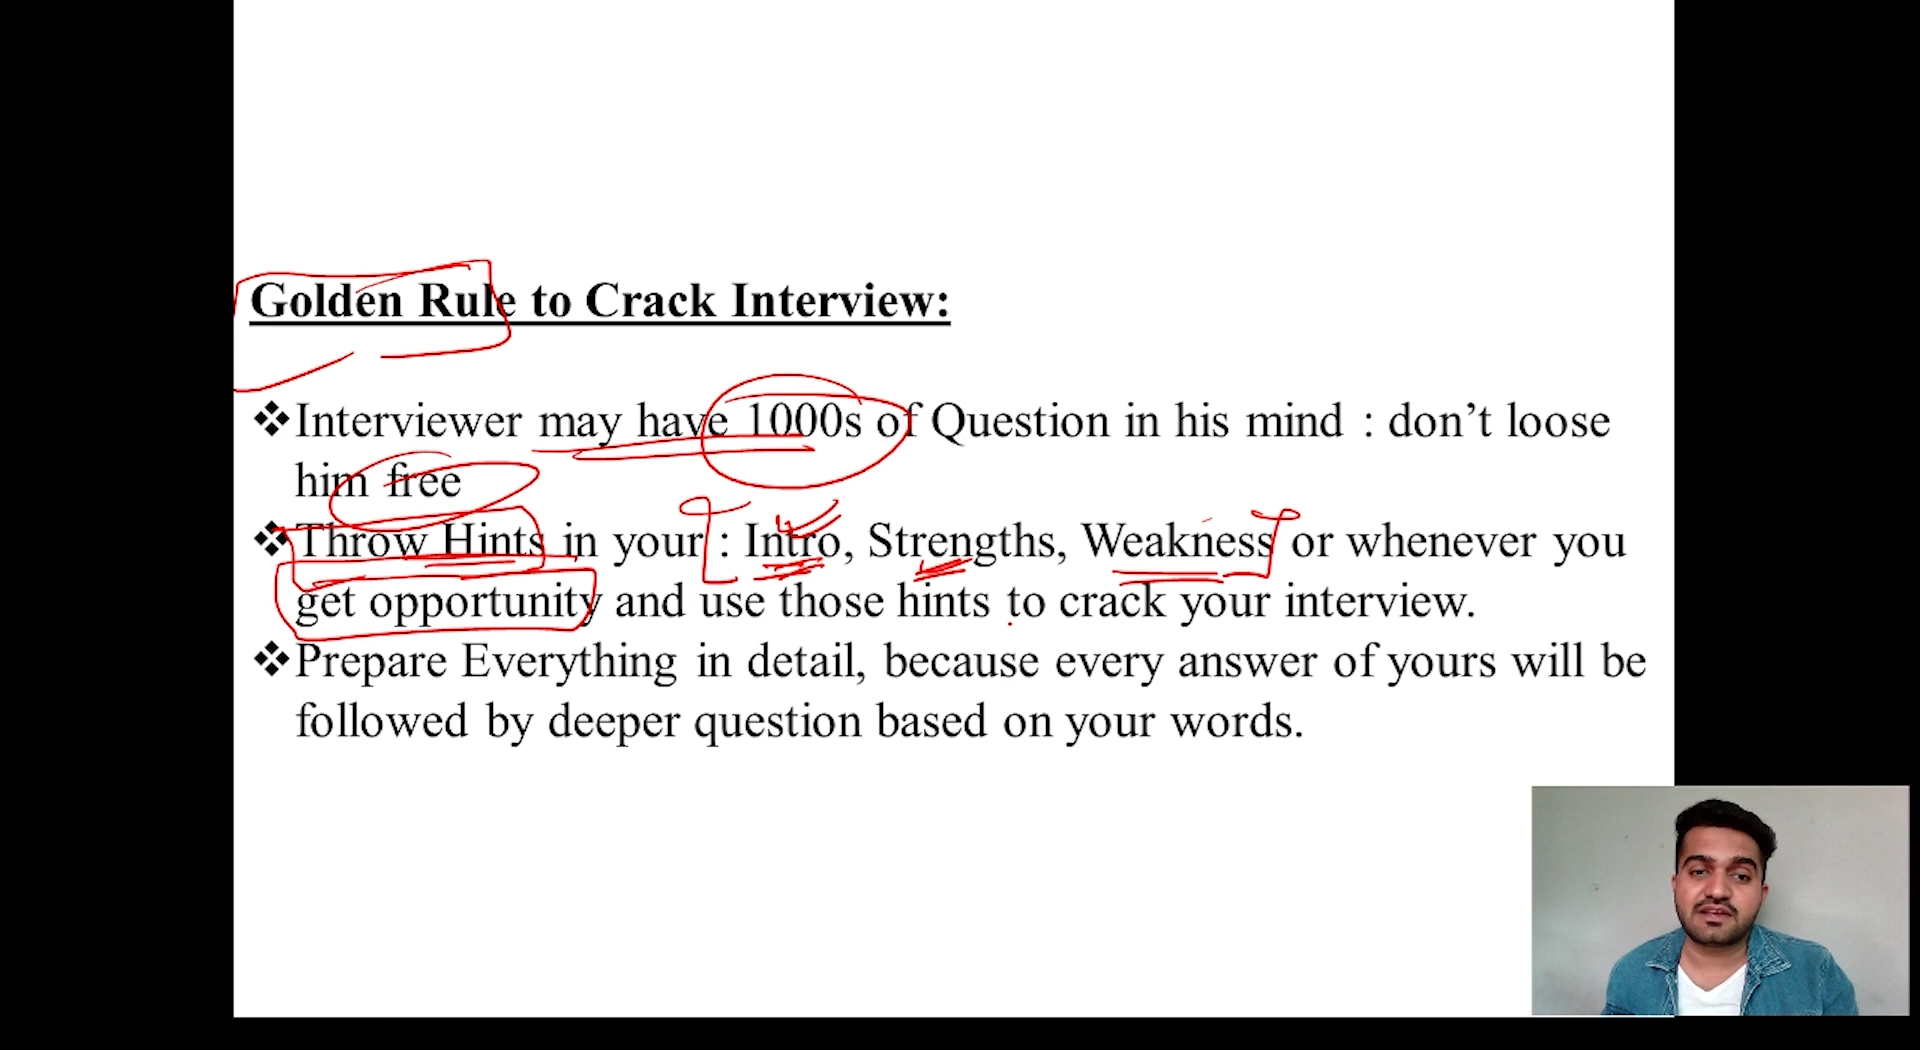 Golden Rule to Crack Interview:
❖Interviewer may have 1000s of Question in his mind : don’t loose
him free
❖Throw Hints in your : Intro, Strengths, Weakness or whenever you
get opportunity and use those hints to crack your interview.
❖Prepare Everything in detail, because every answer of yours will be
followed by deeper question based on your words.